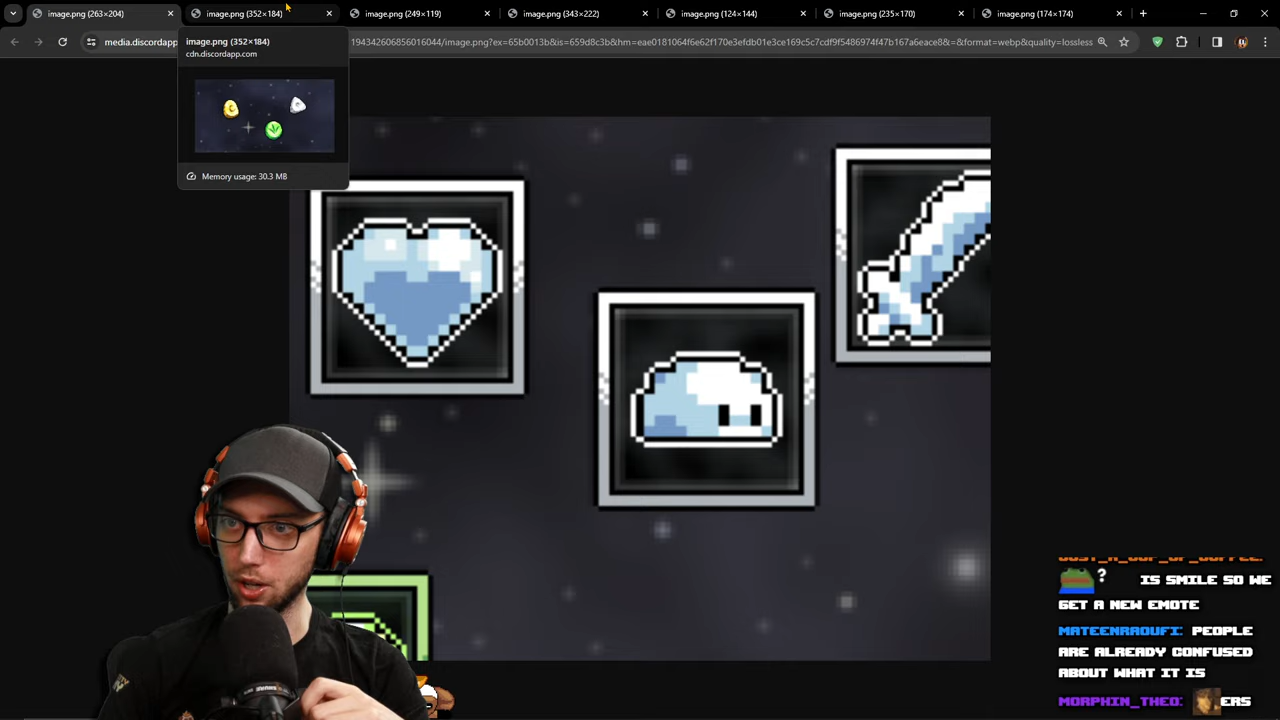 image.png (263×204)
image.png (352×184)
image.png (249×119)
image.png (343×222)
image.png (124×144)
image.png (235×170)
image.png (174×174)
media.discordapp
194342606856016044/image.png?ex=65b0013b&is=659d8c3b&hm=eae0181064f6e62f170e3efdb01e3ce169c5c7cdf9f5486974f47b167a6eace8&=&format=webp&quality=lossless
image.png (352×184)
cdn.discordapp.com
Memory usage: 30.3 MB
? IS SMILE SO WE
GET A NEW EMOTE
MATEENRAOUFI: PEOPLE
ARE ALREADY CONFUSED
ABOUT WHAT IT IS
MORPHIN_THEO: ERS